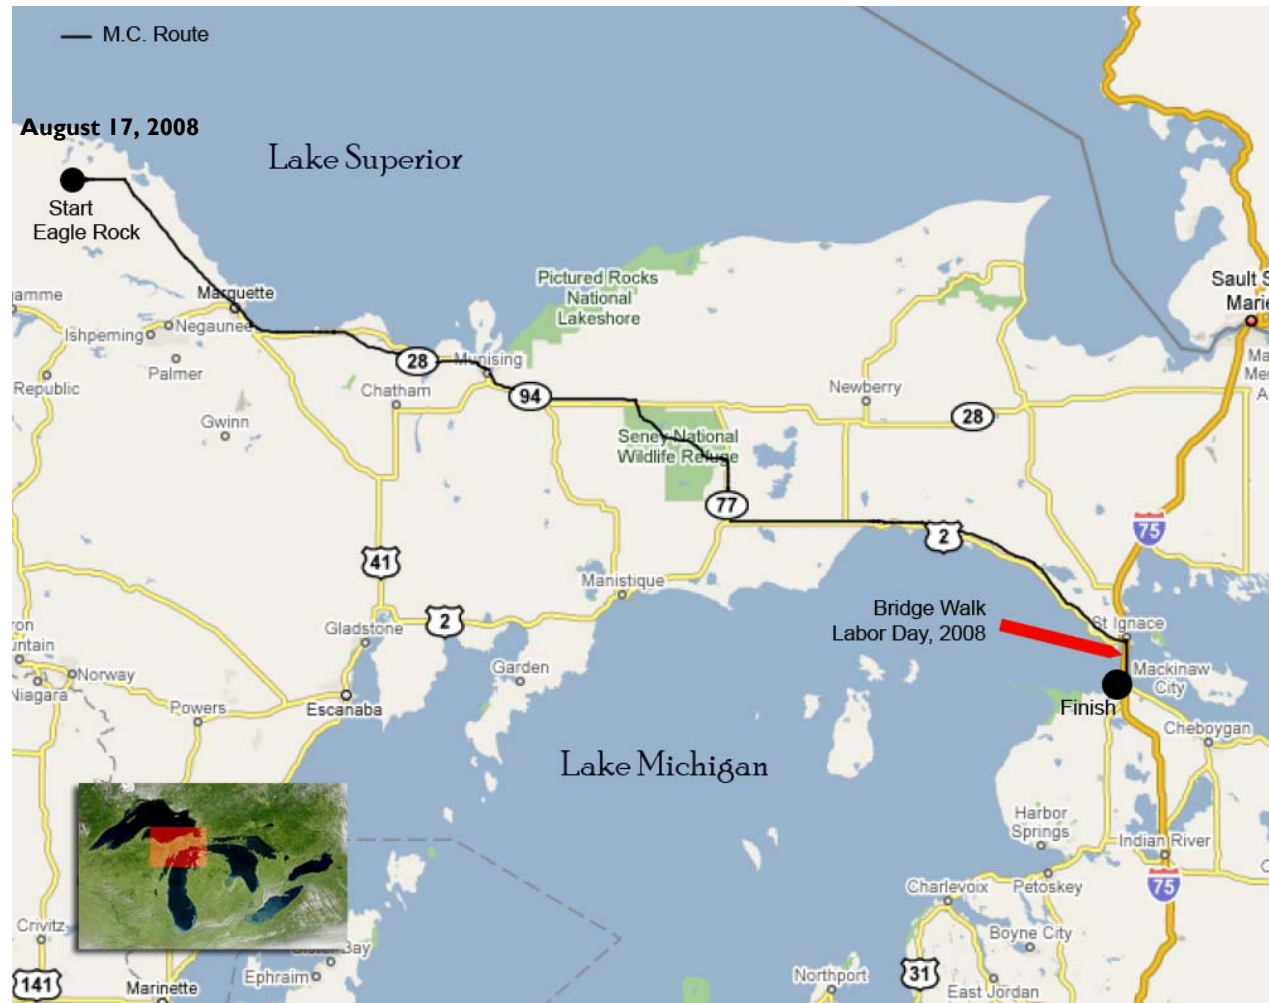 M.C. Route
August 17, 2008
Lake Superior
Start
Eagle Rock
Pictured Rocks
National
Lakeshore
Sault S
Marie
Marquette
Ishpeming
Negaunee
Palmer
Republic
Gwinn
28
Munising
Chatham
94
Newberry
28
Seney National
Wildlife Refuge
77
2
75
41
Manistique
2
Gladstone
Garden
Bridge Walk
Labor Day, 2008
St Ignace
Mackinaw
City
Finish
Cheboygan
Norway
Niagara
Powers
Escanaba
Lake Michigan
Harbor
Springs
Indian River
75
Charlevoix
Petoskey
Boyne City
Crivitz
141
Marinette
Ephraim
Bay
Northport
31
East Jordan